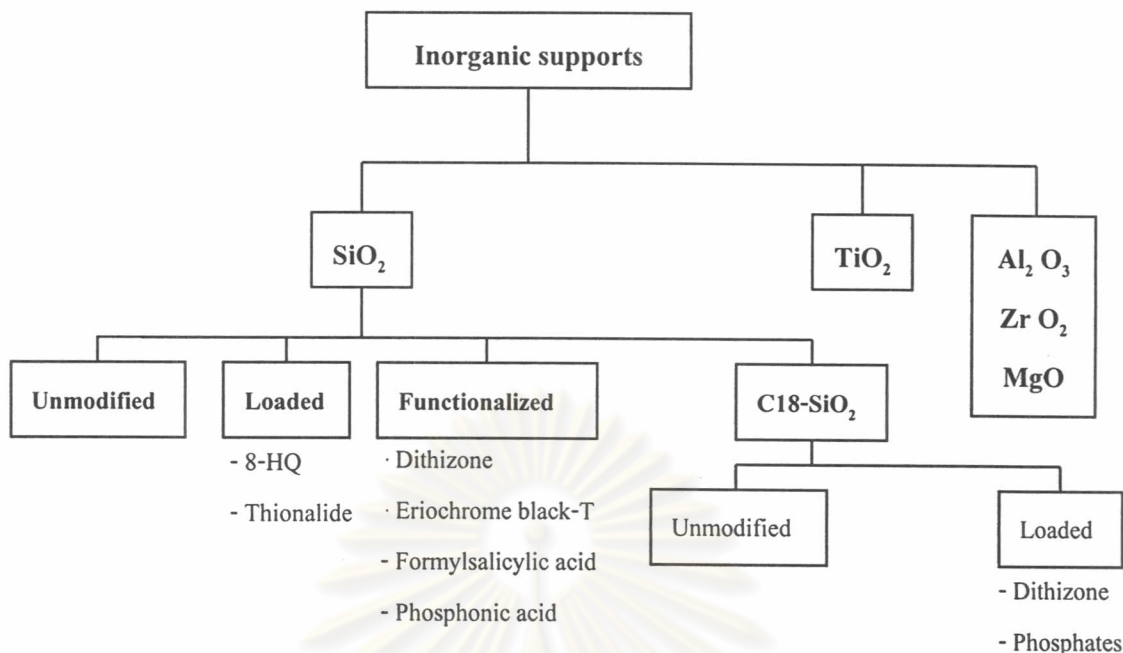 Inorganic supports
SiO₂
TiO₂
Al₂ O₃
Zr O₂
MgO
Unmodified
Loaded
Functionalized
C18-SiO₂
- 8-HQ
- Thionalide
· Dithizone
· Eriochrome black-T
- Formylsalicylic acid
- Phosphonic acid
Unmodified
Loaded
- Dithizone
- Phosphates